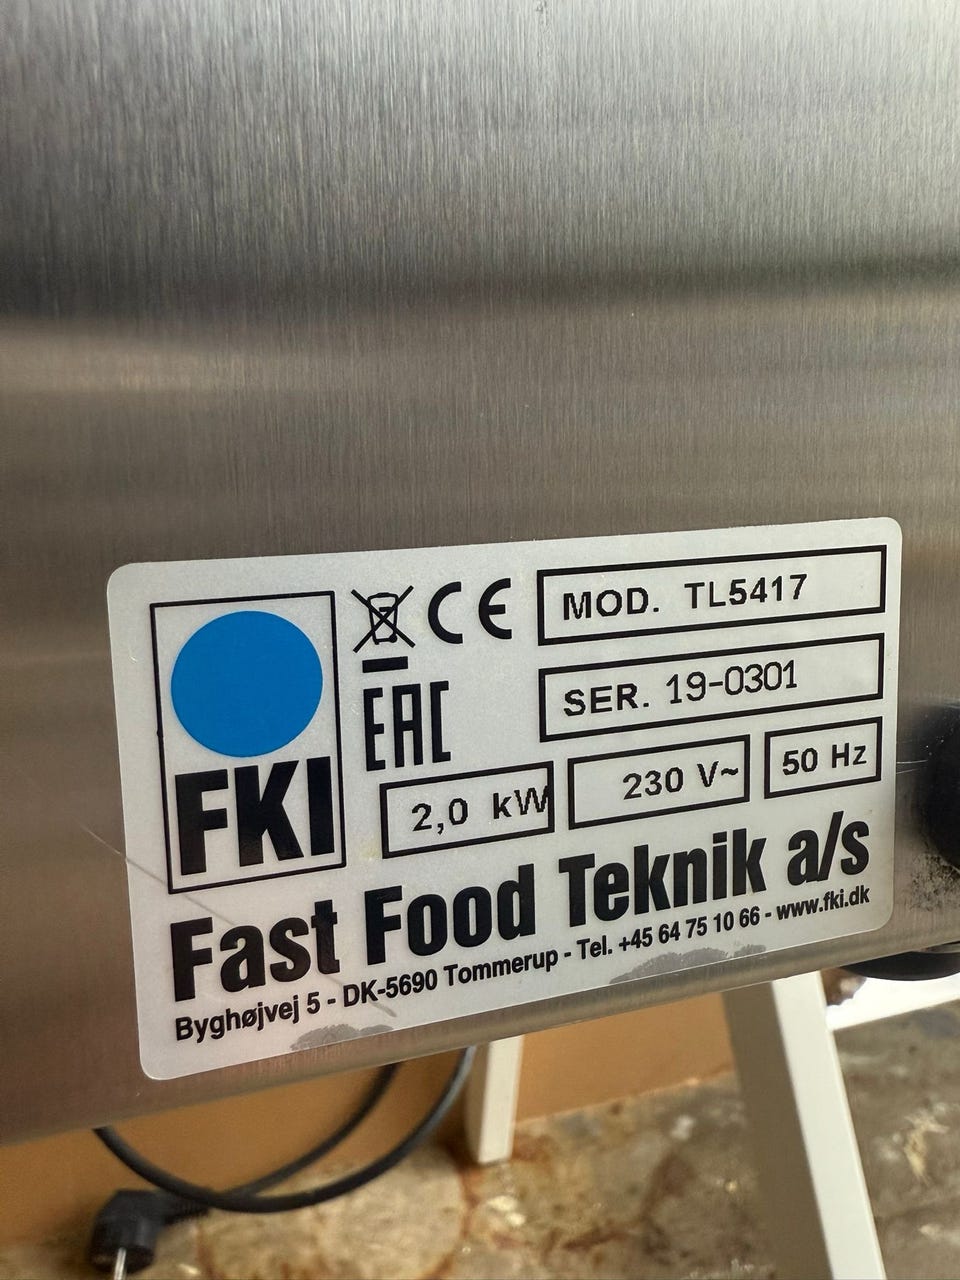 FKI
CE
EAC
MOD. TL5417
SER. 19-0301
2,0 kW
230 V~
50 Hz
Fast Food Teknik a/s
Byghøjvej 5 - DK-5690 Tommerup - Tel. +45 64 75 10 66 - www.fki.dk